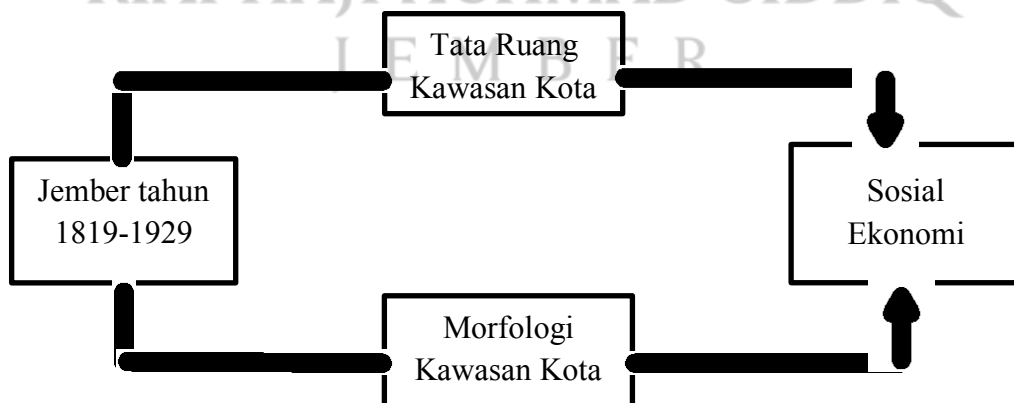 J E M B E R
Tata Ruang
Kawasan Kota
Jember tahun
1819-1929
Sosial
Ekonomi
Morfologi
Kawasan Kota